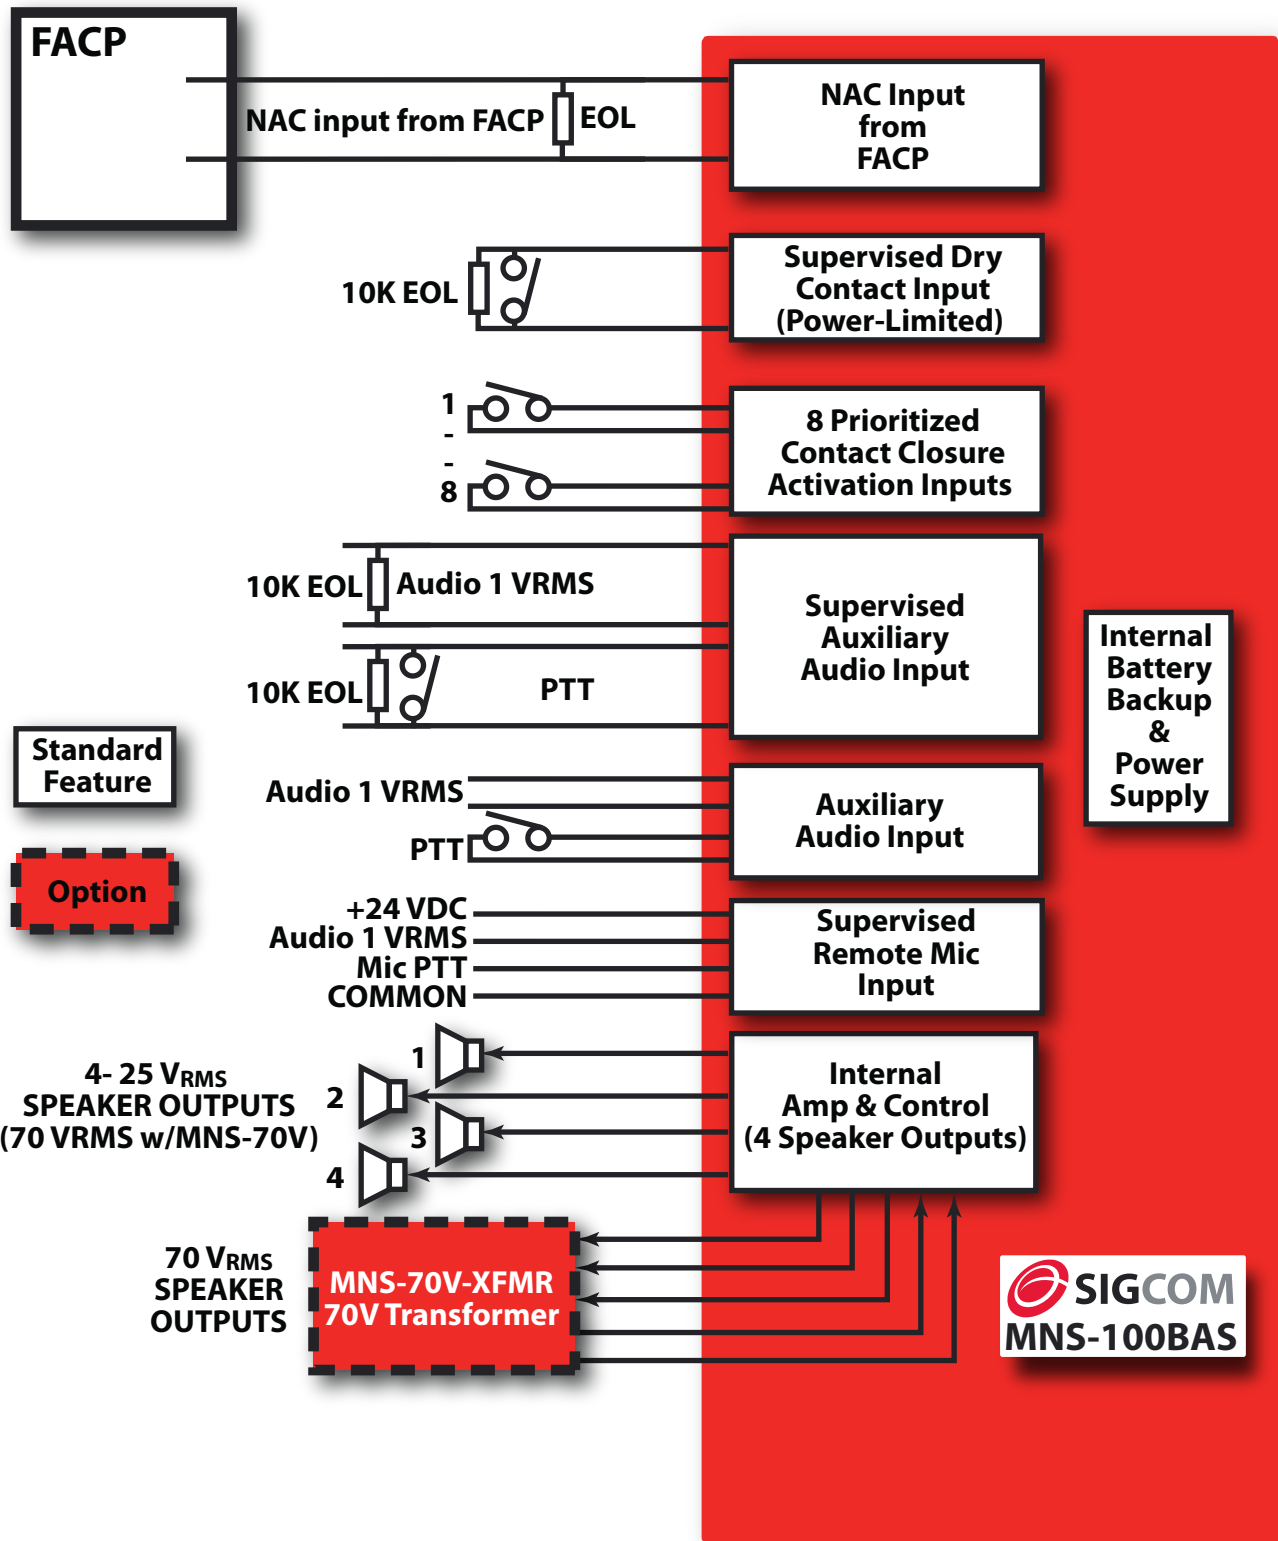 FACP
NAC input from FACP
EOL
NAC Input
from
FACP
10K EOL
Supervised Dry
Contact Input
(Power-Limited)
1
-
-
8
8 Prioritized
Contact Closure
Activation Inputs
10K EOL
Audio 1 VRMS
10K EOL
PTT
Supervised
Auxiliary
Audio Input
Internal
Battery
Backup
&
Power
Supply
Standard
Feature
Option
Audio 1 VRMS
PTT
Auxiliary
Audio Input
+24 VDC
Audio 1 VRMS
Mic PTT
COMMON
Supervised
Remote Mic
Input
4- 25 VRMS
SPEAKER OUTPUTS
(70 VRMS w/MNS-70V)
1
2
3
4
Internal
Amp & Control
(4 Speaker Outputs)
70 VRMS
SPEAKER
OUTPUTS
MNS-70V-XFMR
70V Transformer
SIGCOM
MNS-100BAS